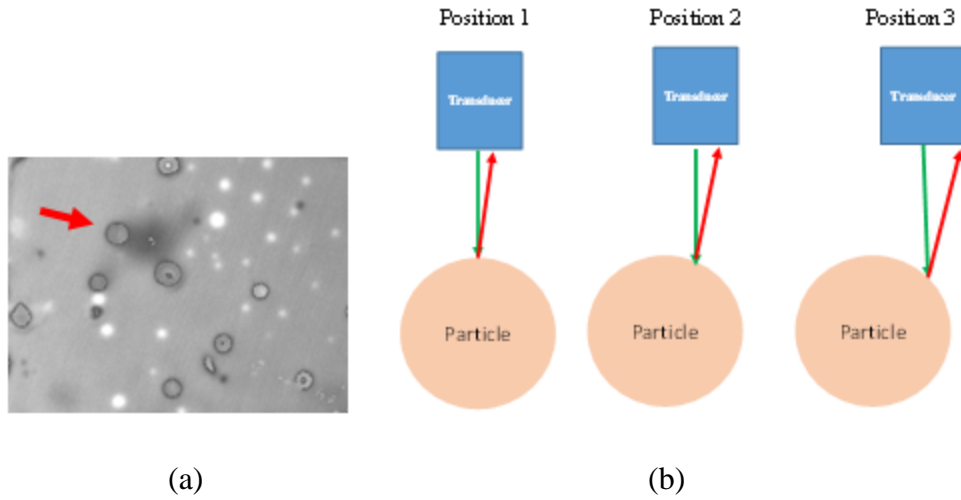 Position 1 Position 2 Position 3
Transducer Transducer Transducer
Particle Particle Particle
(a) (b)